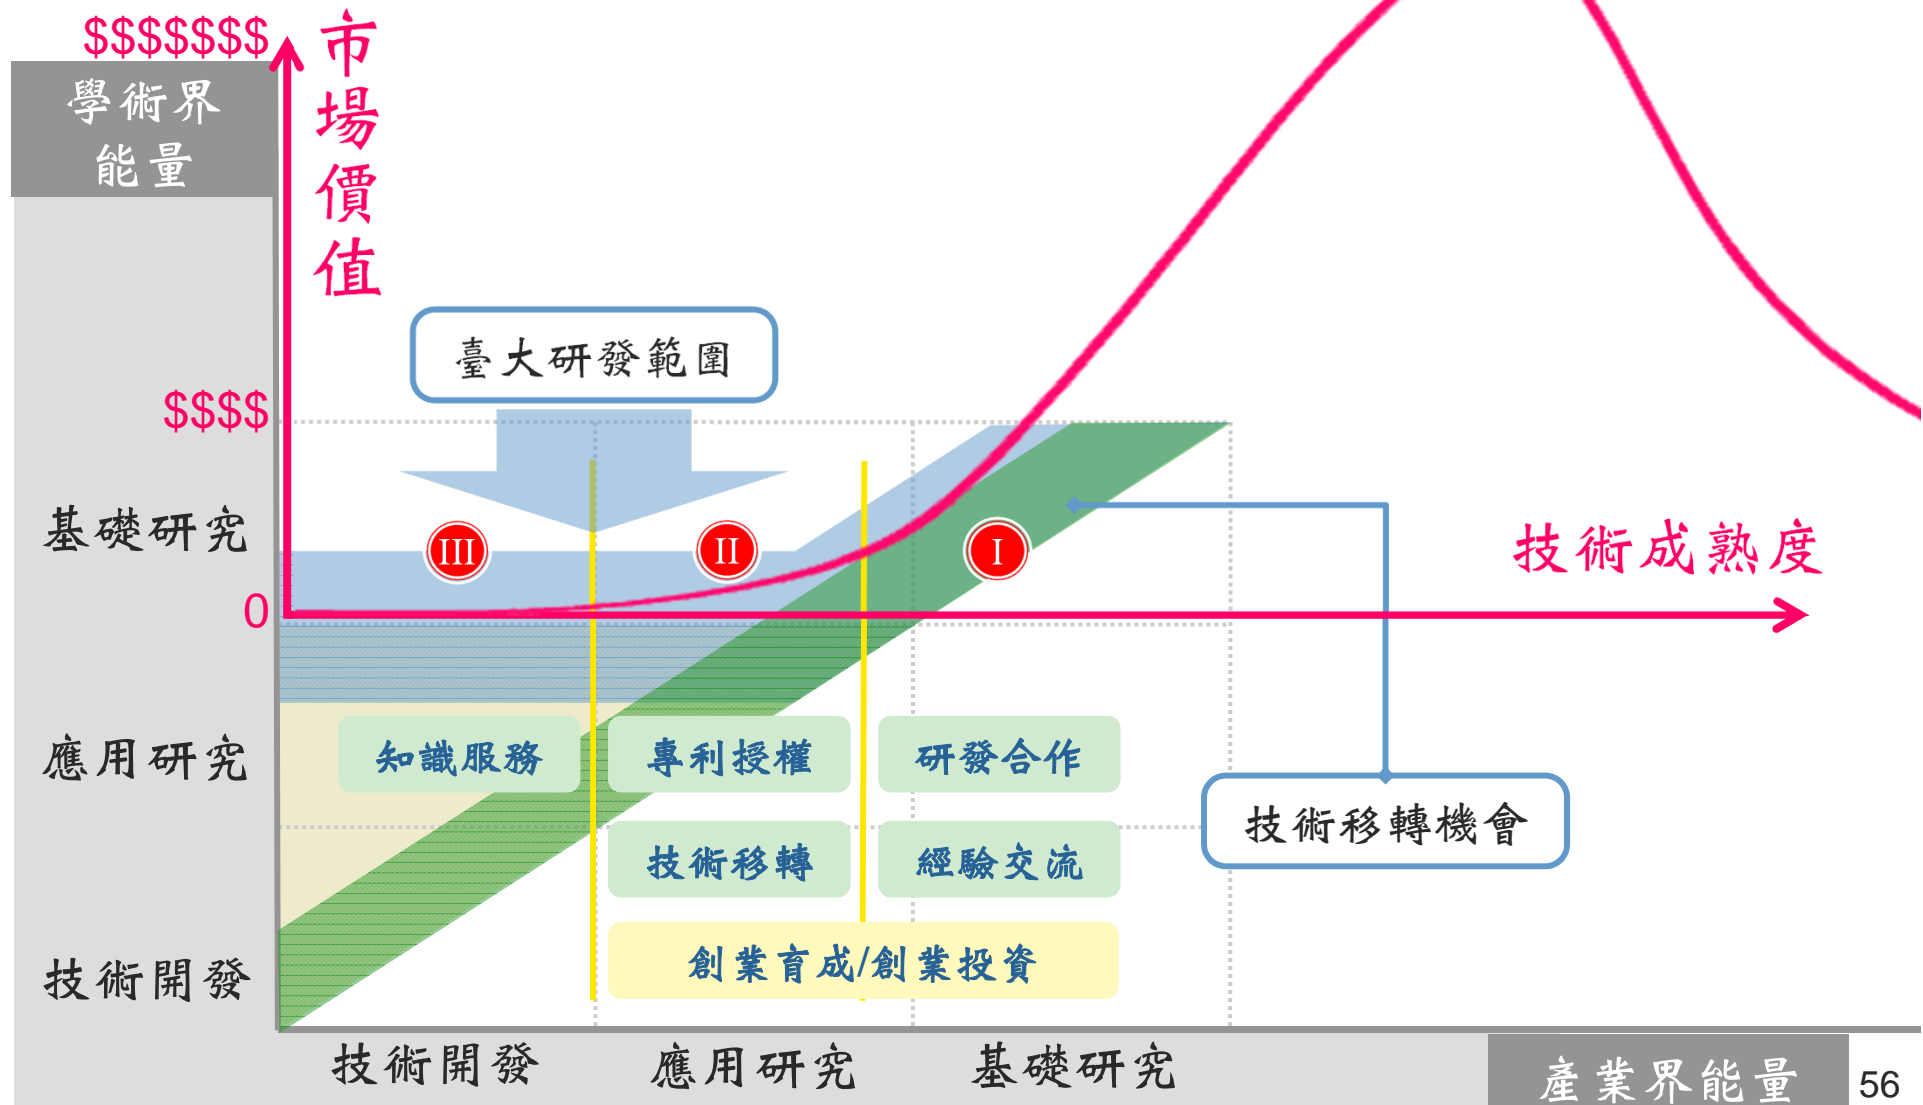 $$$$$$$
市場價值
學術界
能量
臺大研發範圍
$$$$
基礎研究
III
II
I
技術成熟度
0
應用研究
知識服務
專利授權
研發合作
技術移轉機會
技術移轉
經驗交流
技術開發
創業育成/創業投資
技術開發
應用研究
基礎研究
產業界能量
56